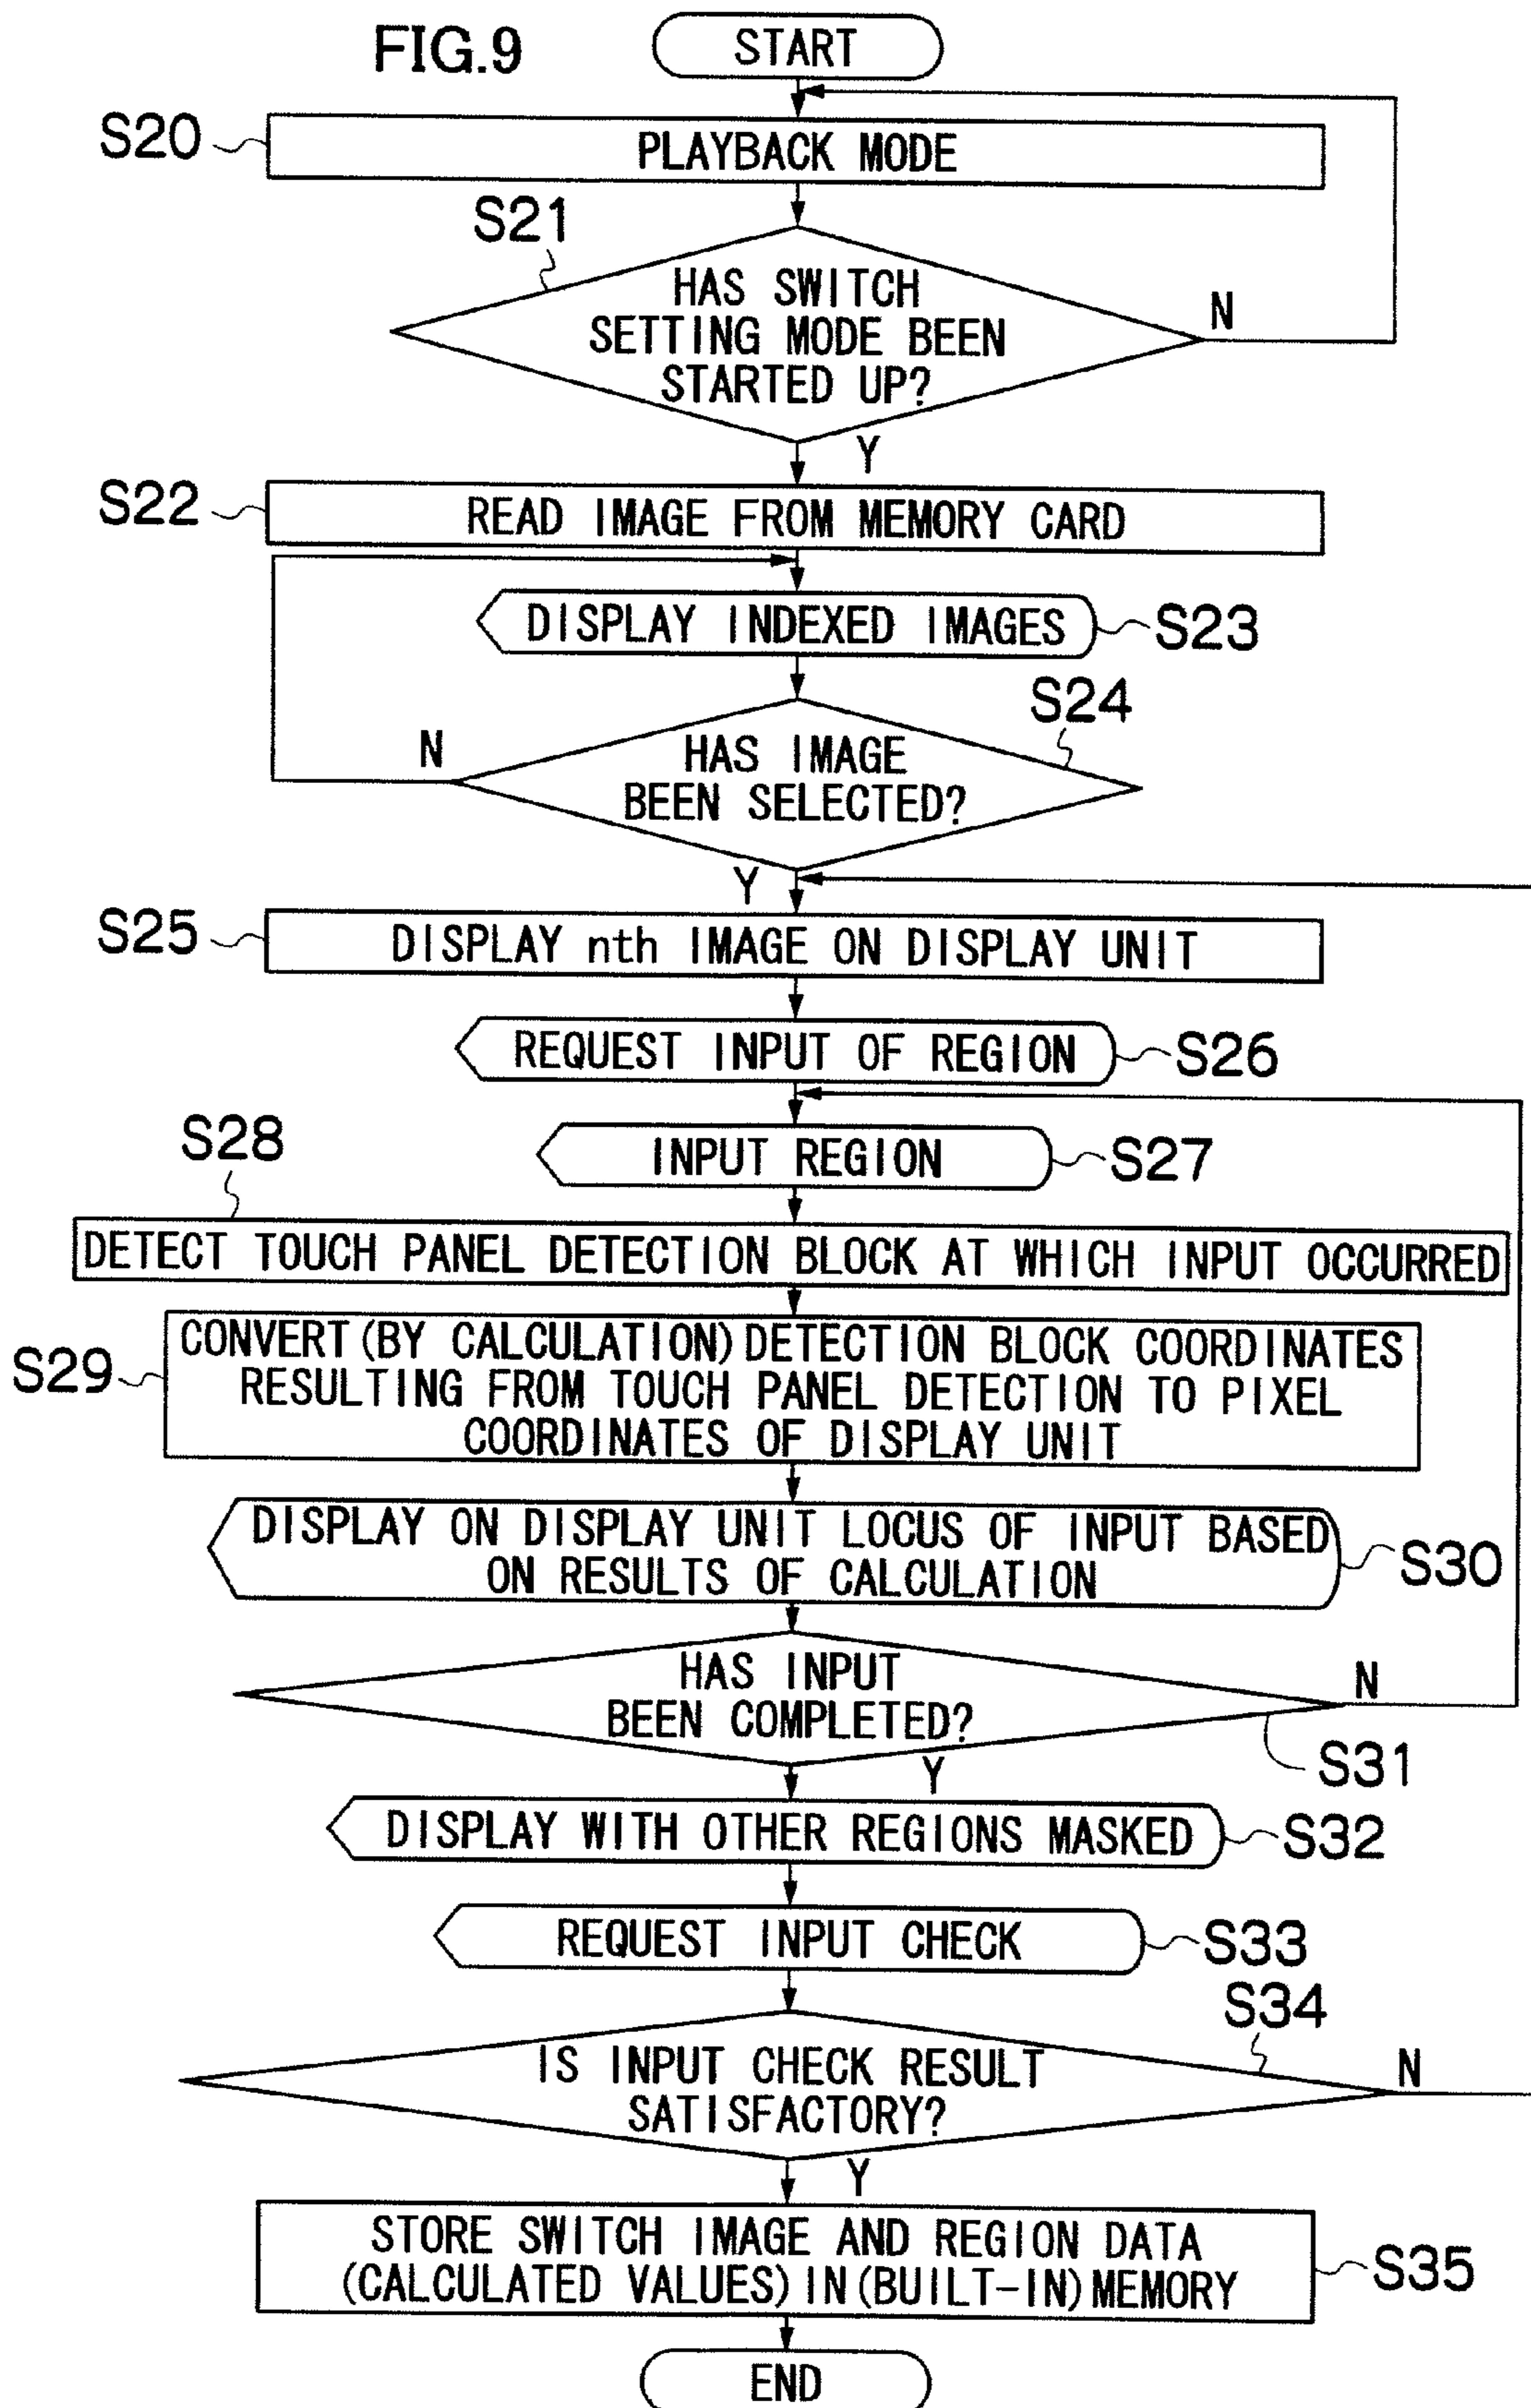 FIG.9
START
S20
PLAYBACK MODE
S21
HAS SWITCH
SETTING MODE BEEN
STARTED UP?
N
Y
S22
READ IMAGE FROM MEMORY CARD
DISPLAY INDEXED IMAGES
S23
S24
N
HAS IMAGE
BEEN SELECTED?
Y
S25
DISPLAY nth IMAGE ON DISPLAY UNIT
REQUEST INPUT OF REGION
S26
S28
INPUT REGION
S27
DETECT TOUCH PANEL DETECTION BLOCK AT WHICH INPUT OCCURRED
S29
CONVERT (BY CALCULATION) DETECTION BLOCK COORDINATES
RESULTING FROM TOUCH PANEL DETECTION TO PIXEL
COORDINATES OF DISPLAY UNIT
DISPLAY ON DISPLAY UNIT LOCUS OF INPUT BASED
ON RESULTS OF CALCULATION
S30
HAS INPUT
BEEN COMPLETED?
N
S31
Y
DISPLAY WITH OTHER REGIONS MASKED
S32
REQUEST INPUT CHECK
S33
S34
IS INPUT CHECK RESULT
SATISFACTORY?
N
Y
STORE SWITCH IMAGE AND REGION DATA
(CALCULATED VALUES) IN (BUILT-IN) MEMORY
S35
END